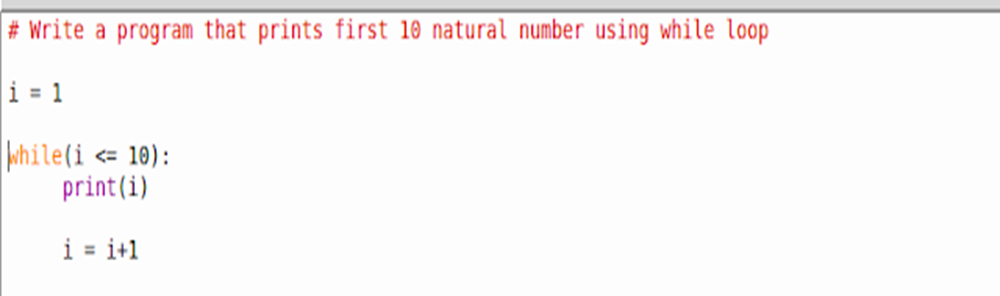 # Write a program that prints first 10 natural number using while loop
i = 1
while(i <= 10):
print(i)
i = i+1